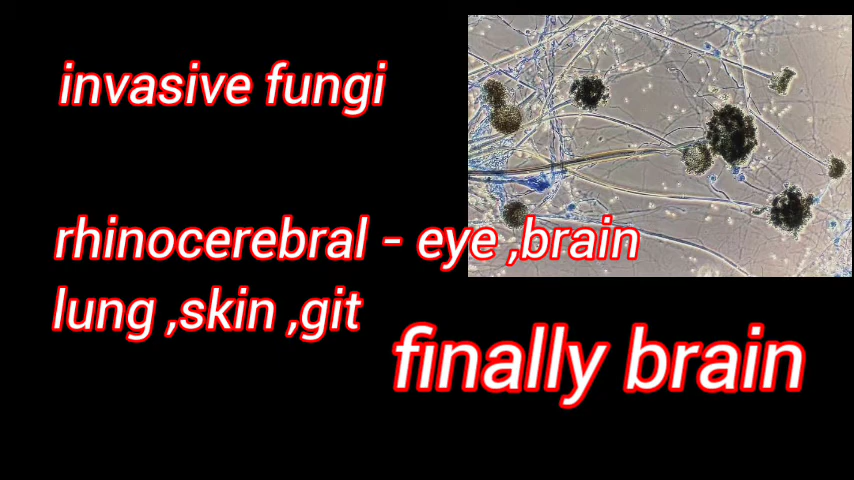 invasive fungi
rhinocerebral - eye ,brain
lung ,skin ,git
finally brain